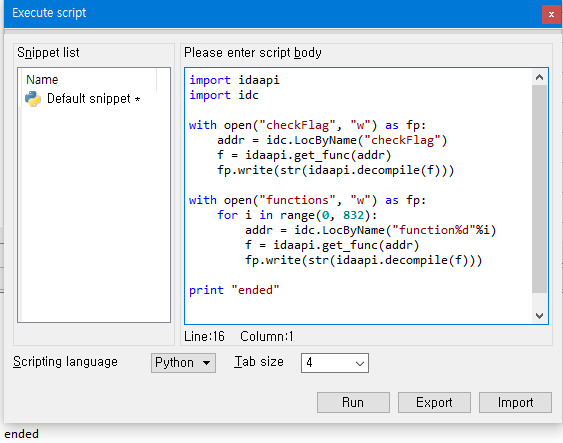 Execute script
x
Snippet list
Please enter script body
Name
Default snippet *
import idaapi
import idc

with open("checkFlag", "w") as fp:
    addr = idc.LocByName("checkFlag")
    f = idaapi.get_func(addr)
    fp.write(str(idaapi.decompile(f)))

with open("functions", "w") as fp:
    for i in range(0, 832):
        addr = idc.LocByName("function%d"%i)
        f = idaapi.get_func(addr)
        fp.write(str(idaapi.decompile(f)))

print "ended"
Line:16 Column:1
Scripting language Python Tab size 4
Run Export Import
ended